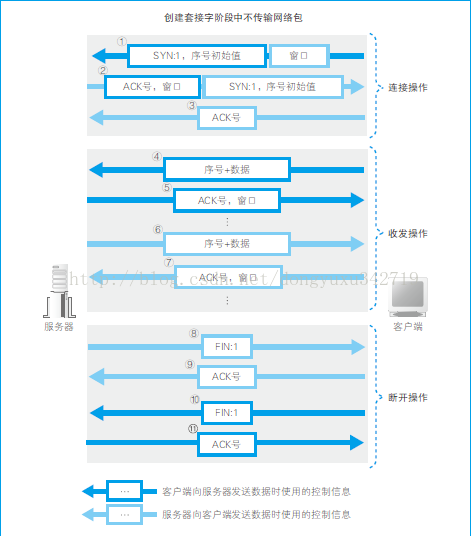 创建套接字阶段中不传输网络包
① SYN:1，序号初始值 窗口
② ACK号，窗口 SYN:1，序号初始值
③ ACK号
连接操作
④ 序号+数据
⑤ ACK号，窗口
⋮
收发操作
⑥ 序号+数据
⑦ ACK号，窗口
⋮
http://blog.csdn.net/dongyuxu342719
服务器
客户端
⑧ FIN:1
⑨ ACK号
断开操作
⑩ FIN:1
⑪ ACK号
… 客户端向服务器发送数据时使用的控制信息
… 服务器向客户端发送数据时使用的控制信息